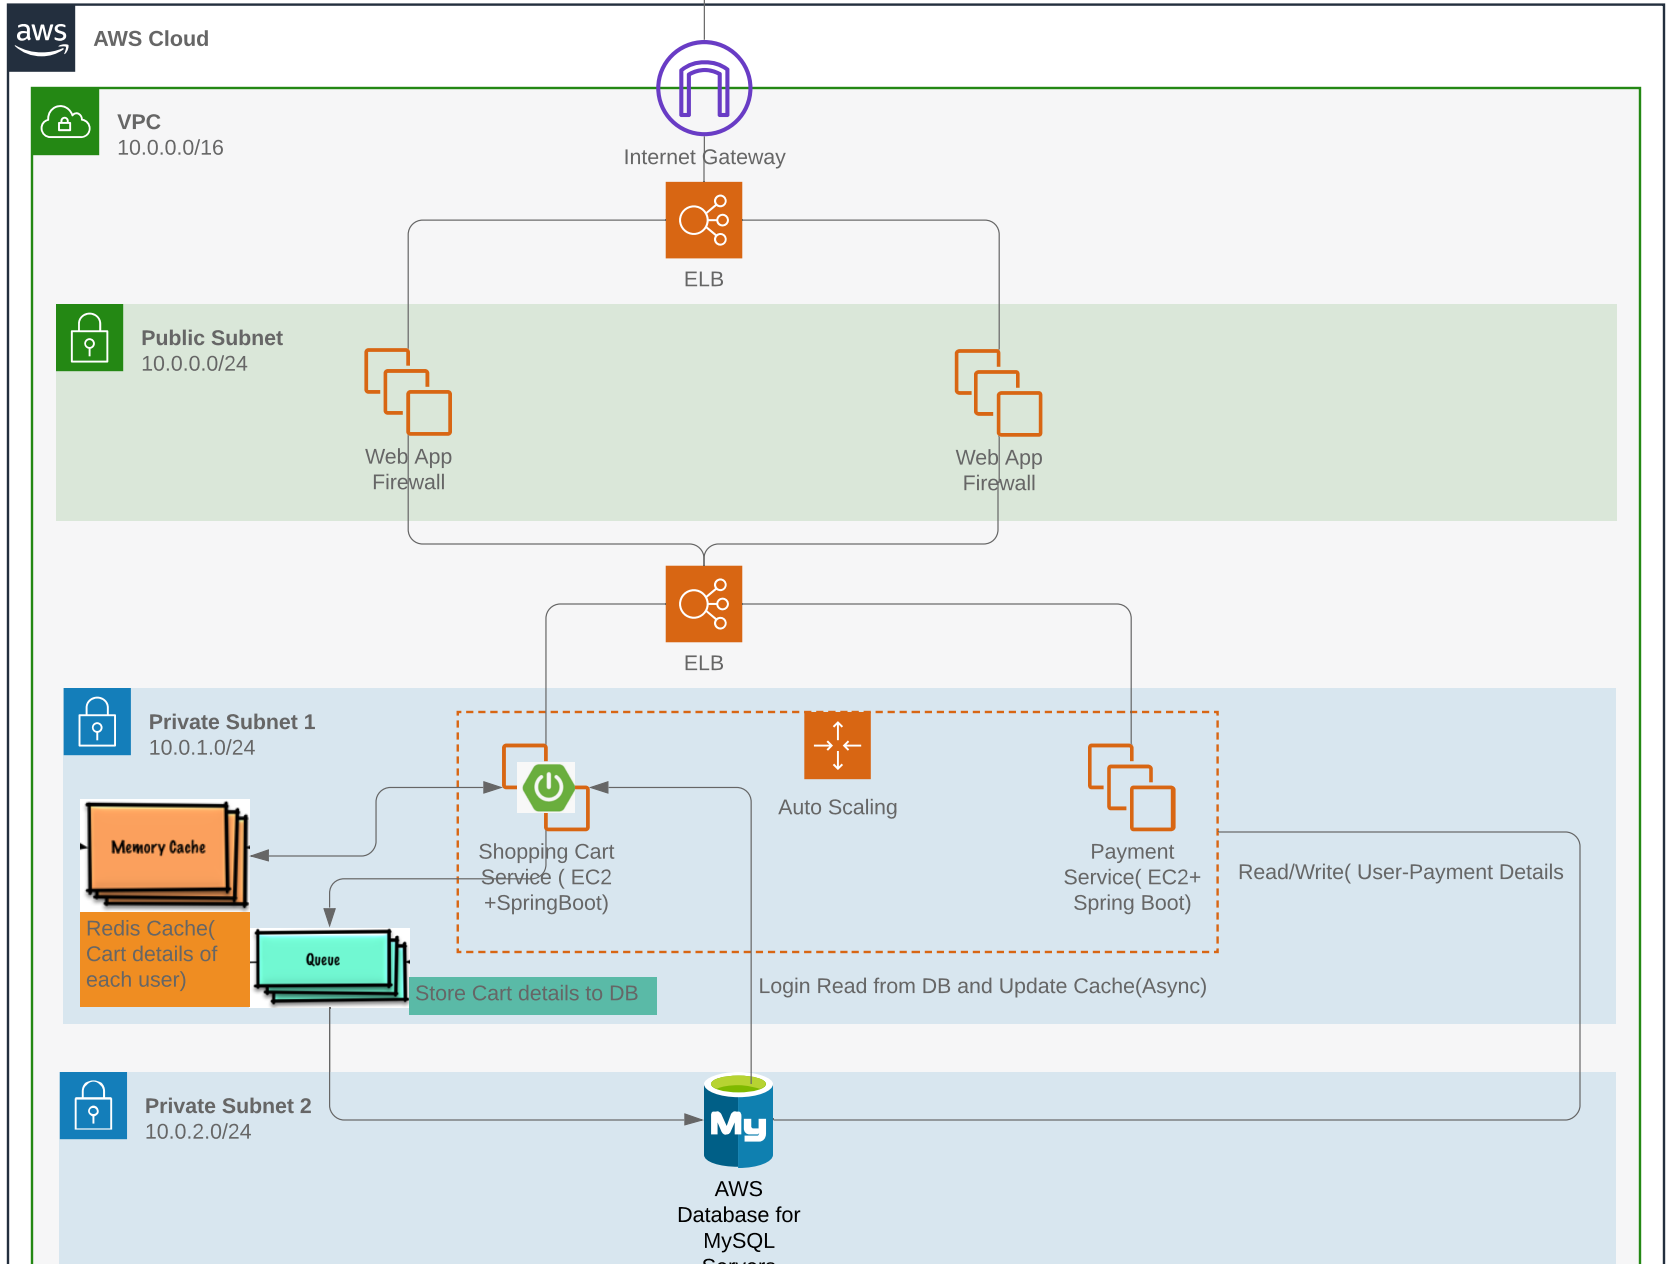 aws
AWS Cloud
VPC
10.0.0.0/16
Internet Gateway
ELB
Public Subnet
10.0.0.0/24
Web App
Firewall
Web App
Firewall
ELB
Private Subnet 1
10.0.1.0/24
Auto Scaling
Memory Cache
Shopping Cart
Service ( EC2
+SpringBoot)
Payment
Service( EC2+
Spring Boot)
Read/Write( User-Payment Details
Redis Cache(
Cart details of
each user)
Queue
Store Cart details to DB
Login Read from DB and Update Cache(Async)
Private Subnet 2
10.0.2.0/24
My
AWS
Database for
MySQL
Servers